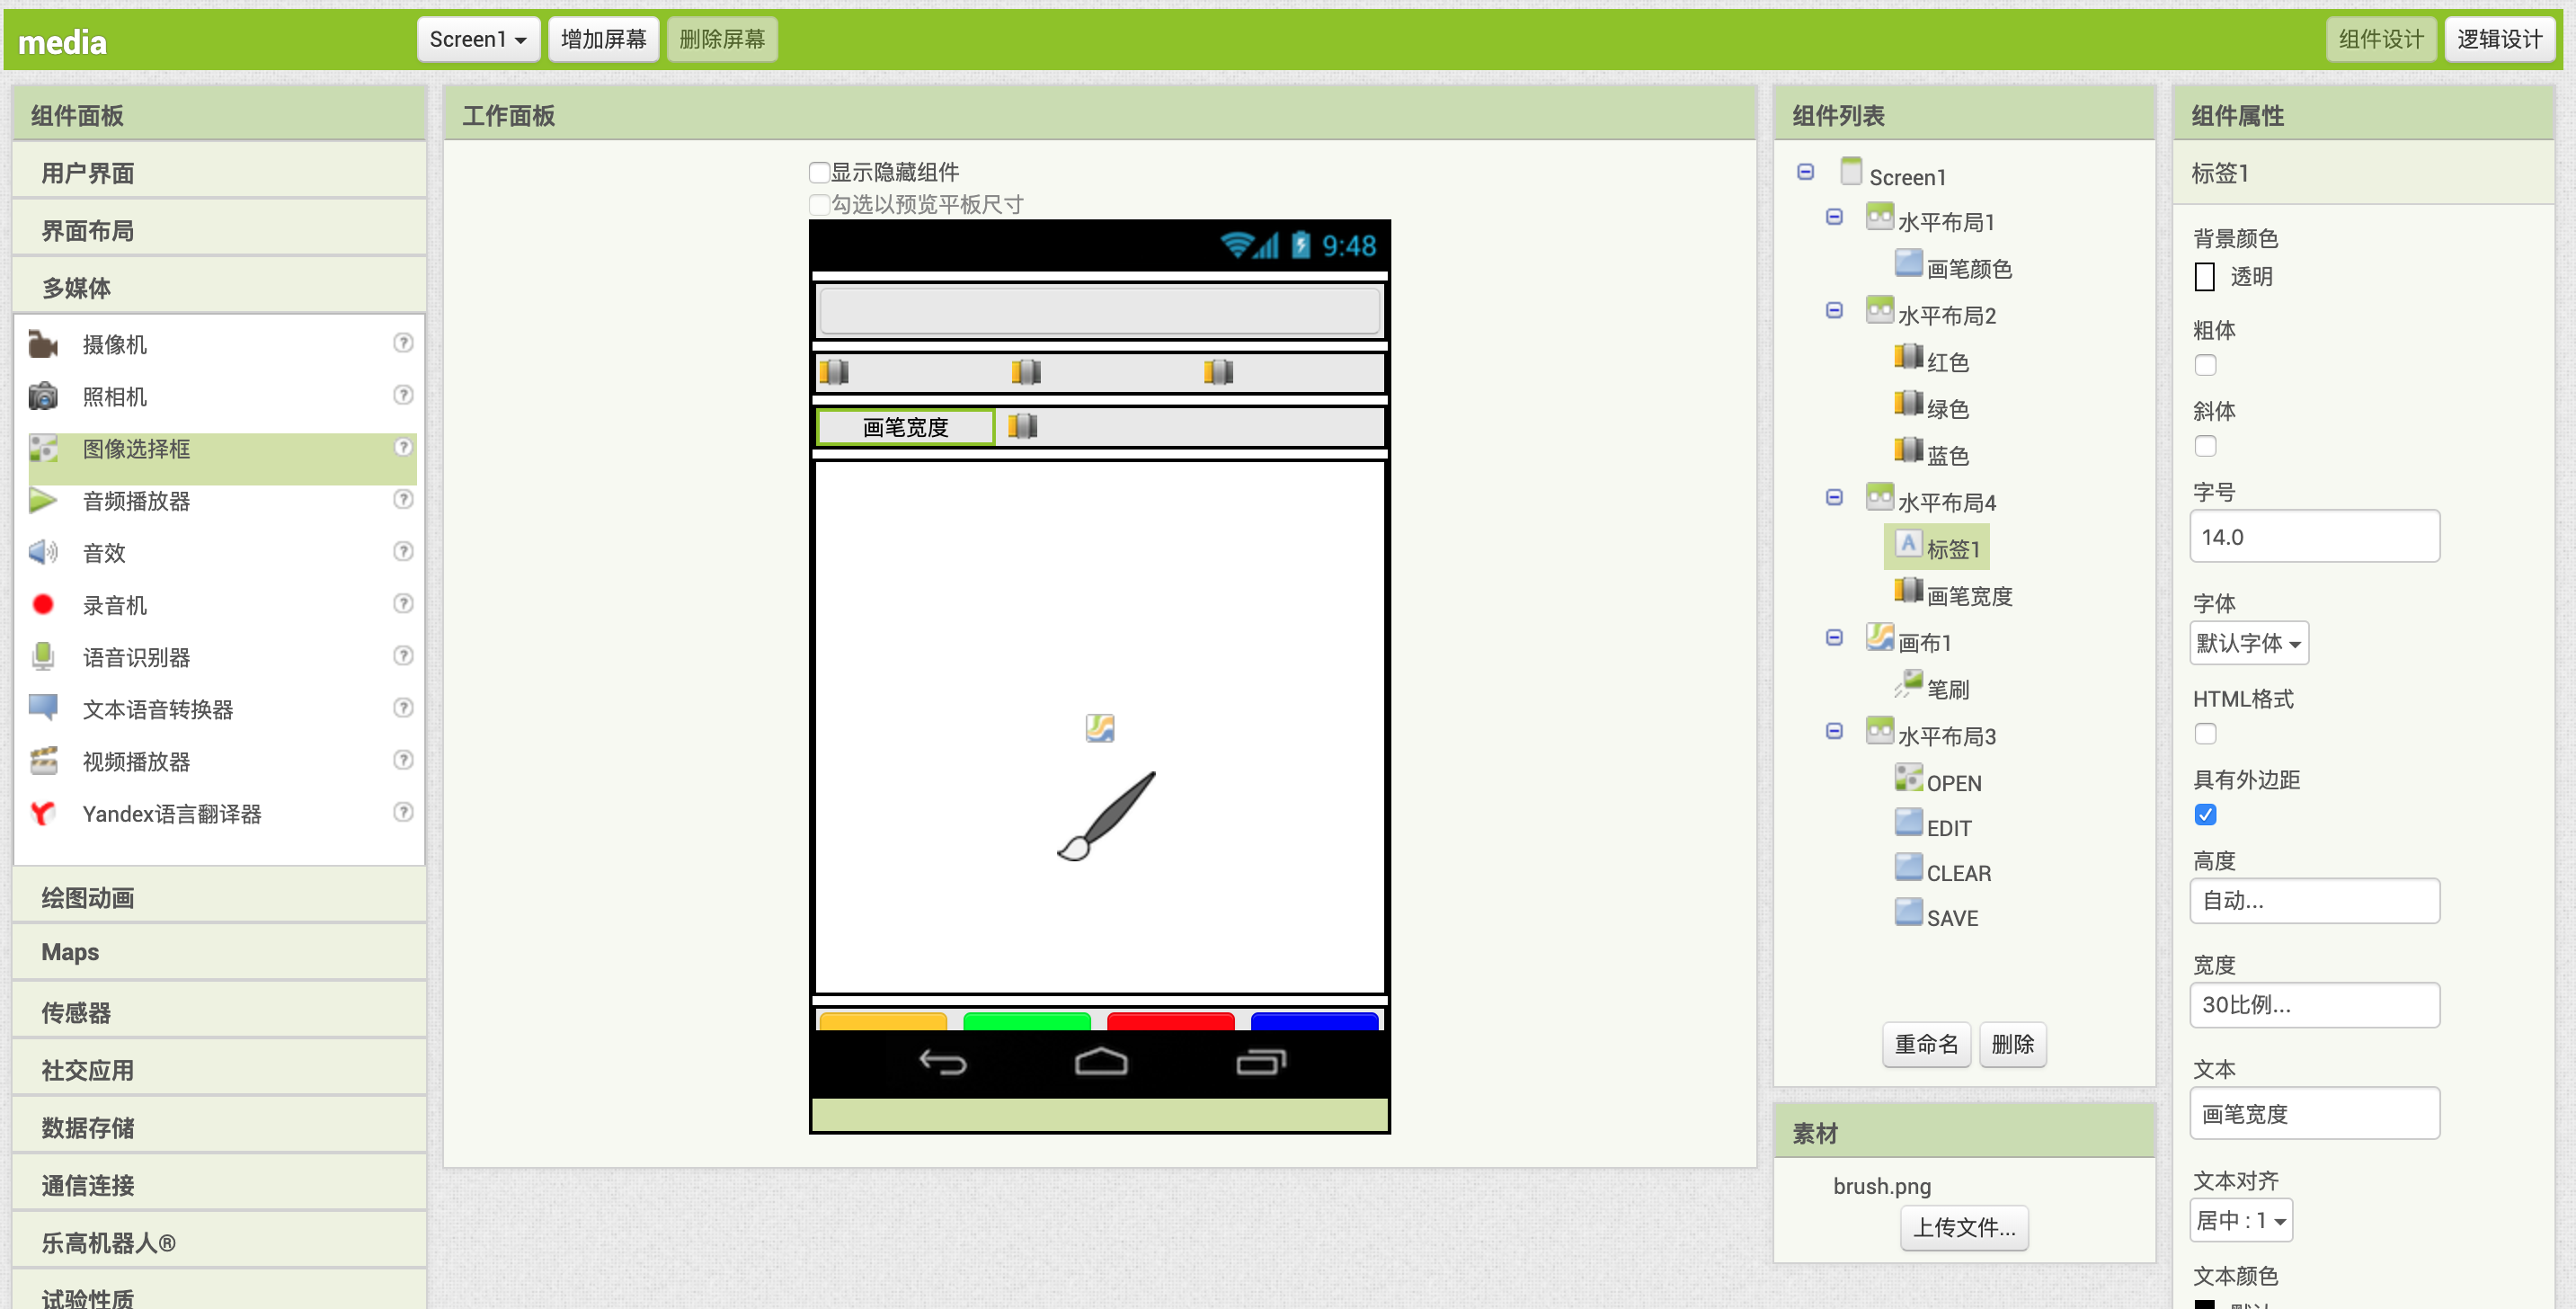 media
Screen1
增加屏幕
删除屏幕
组件设计
逻辑设计
组件面板
用户界面
界面布局
多媒体
摄像机
照相机
图像选择框
音频播放器
音效
录音机
语音识别器
文本语音转换器
视频播放器
Yandex语言翻译器
绘图动画
Maps
传感器
社交应用
数据存储
通信连接
乐高机器人®
试验性质
工作面板
显示隐藏组件
勾选以预览平板尺寸
9:48
画笔宽度
组件列表
Screen1
水平布局1
画笔颜色
水平布局2
红色
绿色
蓝色
水平布局4
标签1
画笔宽度
画布1
笔刷
水平布局3
OPEN
EDIT
CLEAR
SAVE
重命名
删除
素材
brush.png
上传文件...
组件属性
标签1
背景颜色
透明
粗体
斜体
字号
14.0
字体
默认字体
HTML格式
具有外边距
高度
自动...
宽度
30比例...
文本
画笔宽度
文本对齐
居中 : 1
文本颜色